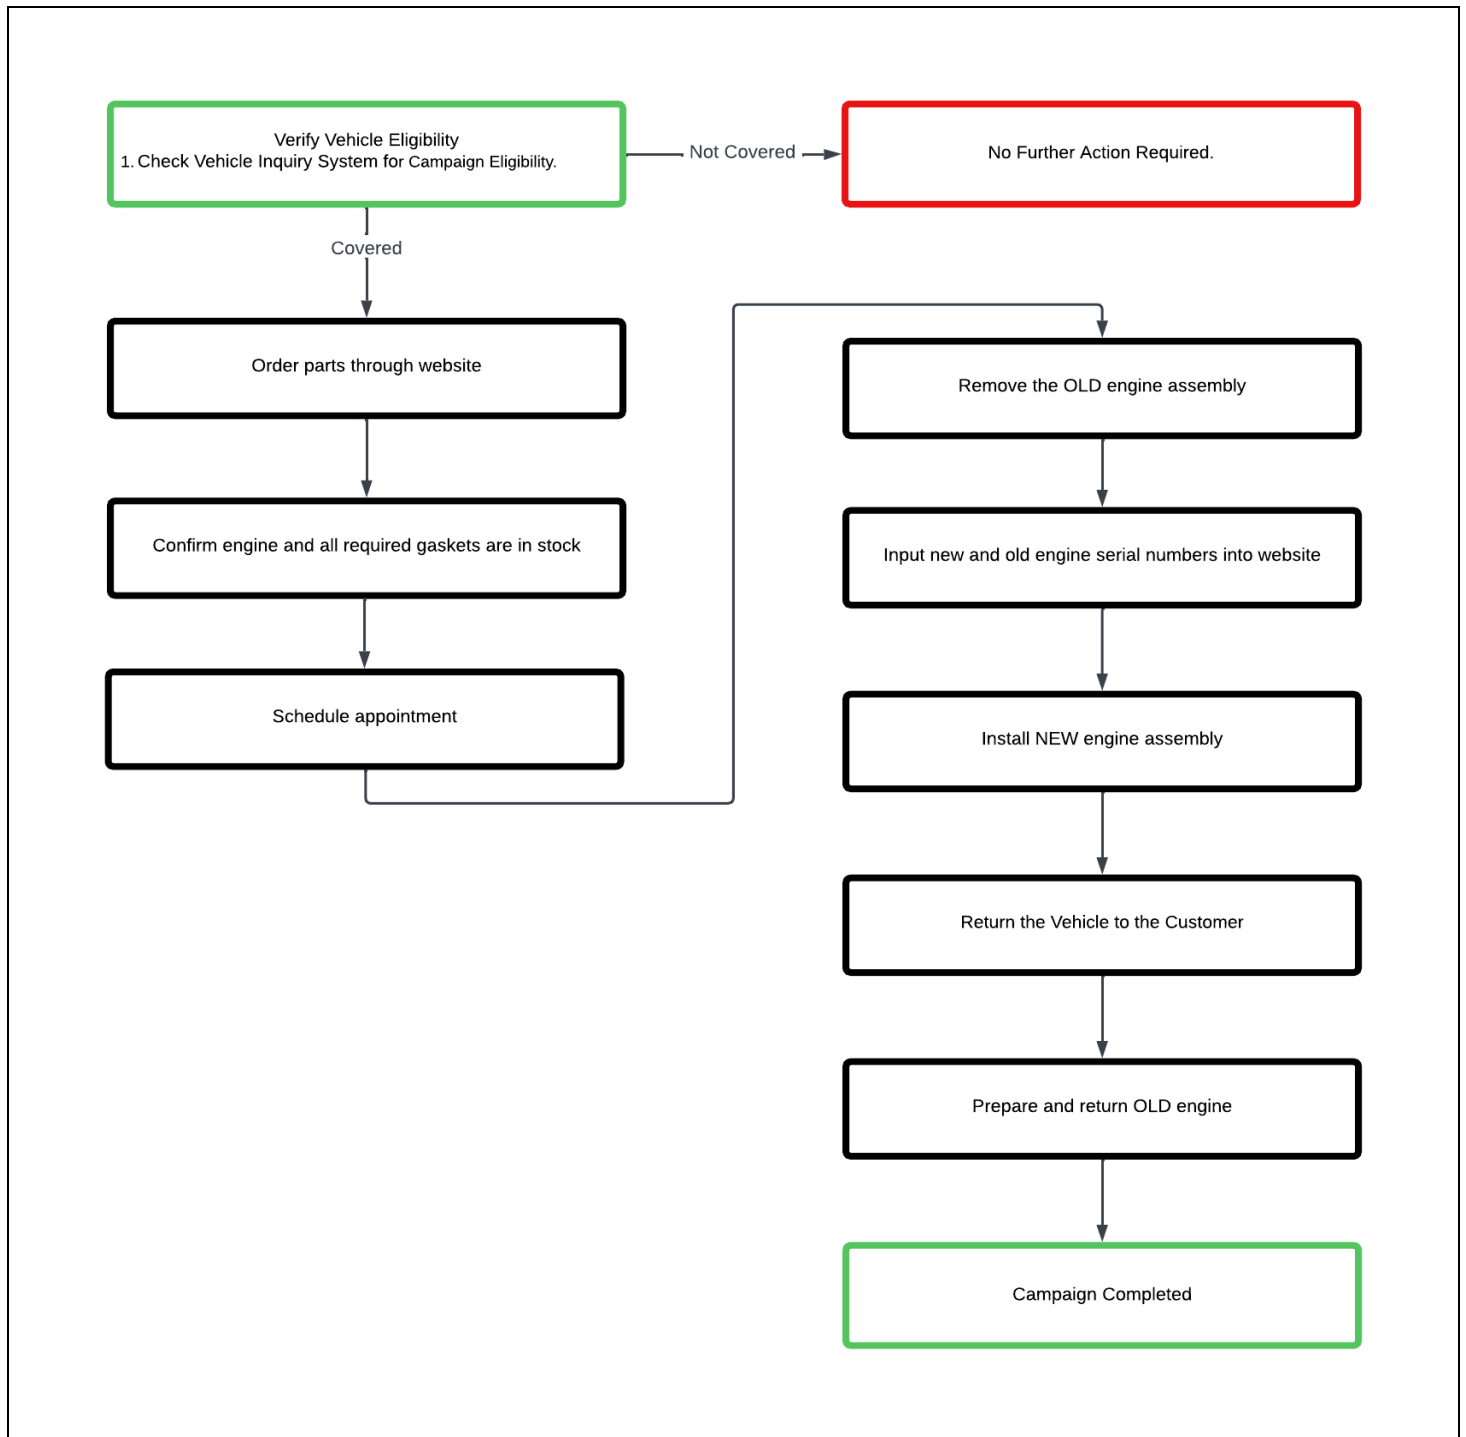 Verify Vehicle Eligibility
1. Check Vehicle Inquiry System for Campaign Eligibility.
Not Covered
No Further Action Required.
Covered
Order parts through website
Confirm engine and all required gaskets are in stock
Schedule appointment
Remove the OLD engine assembly
Input new and old engine serial numbers into website
Install NEW engine assembly
Return the Vehicle to the Customer
Prepare and return OLD engine
Campaign Completed